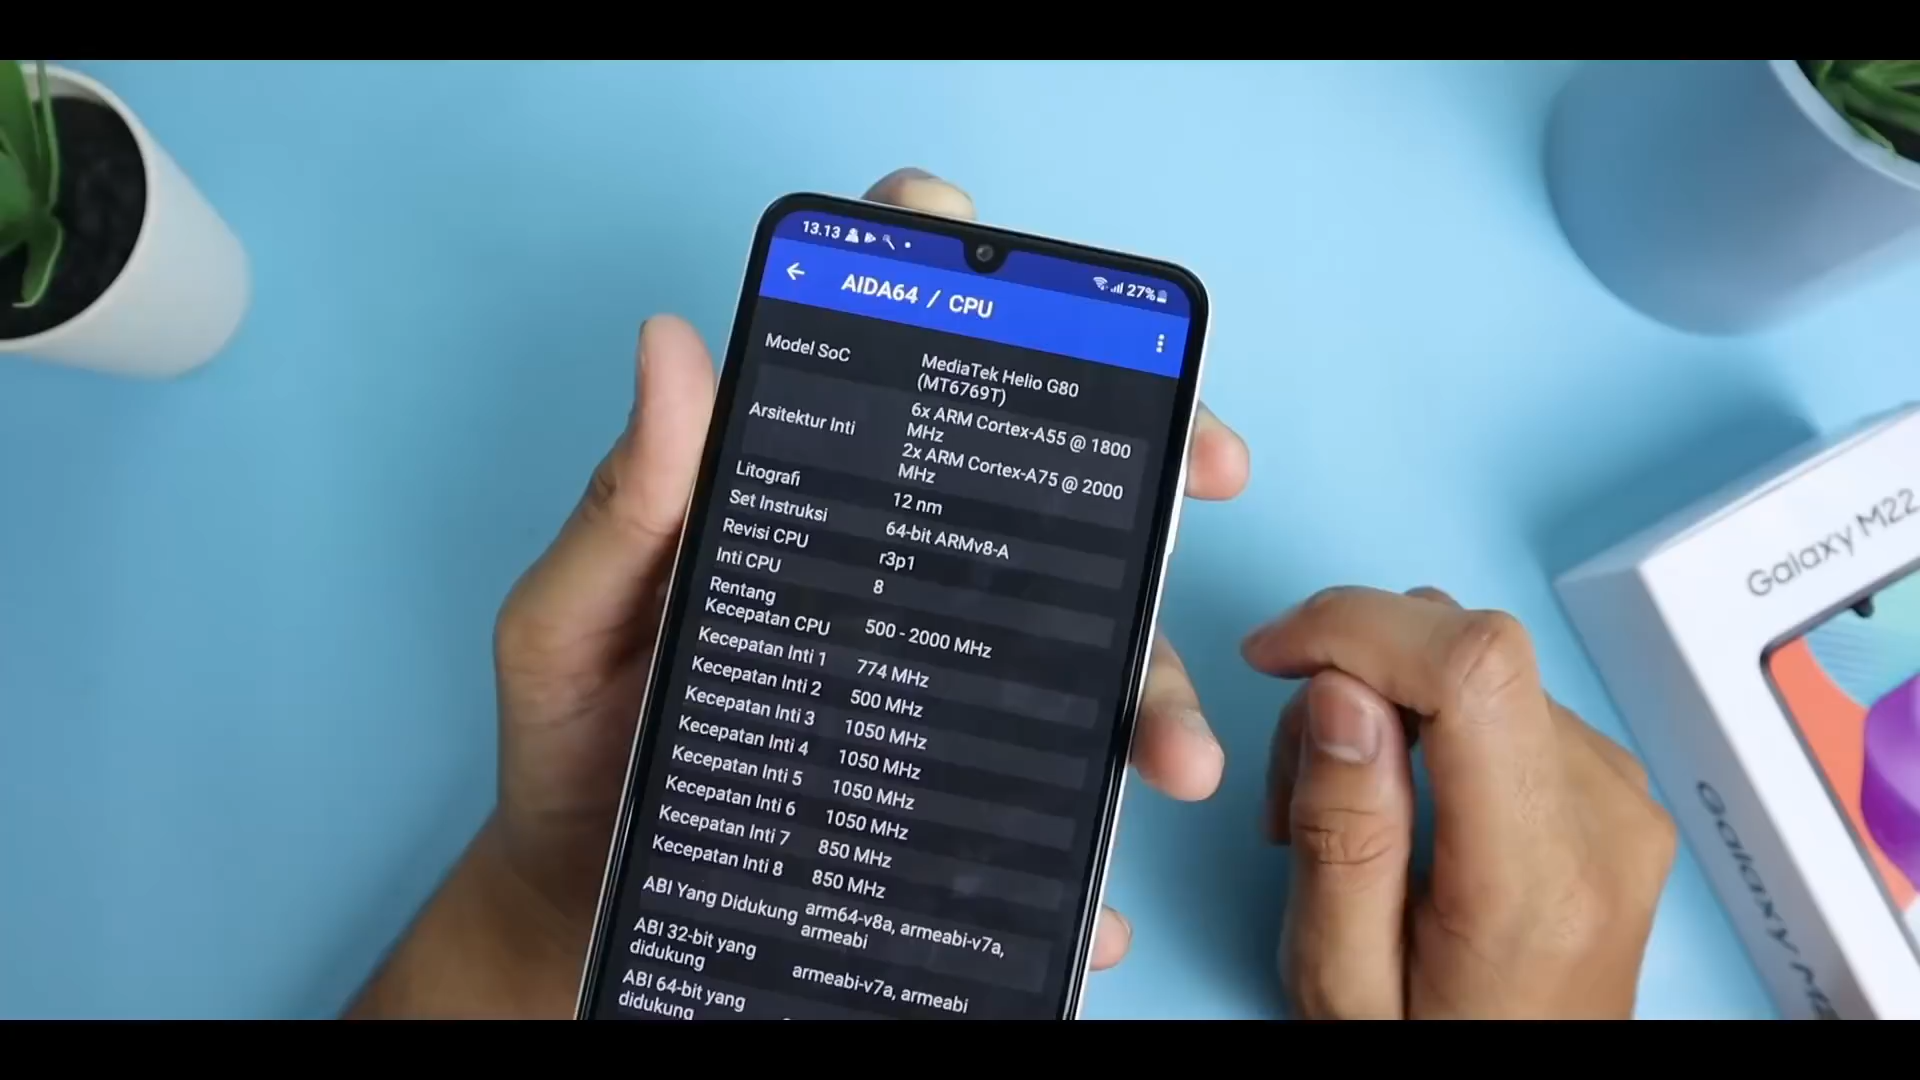 13.13
27%
AIDA64 / CPU
Model SoC
MediaTek Helio G80
(MT6769T)
Arsitektur Inti
6x ARM Cortex-A55 @ 1800
MHz
2x ARM Cortex-A75 @ 2000
MHz
Litografi
12 nm
Set Instruksi
64-bit ARMv8-A
Revisi CPU
r3p1
Inti CPU
8
Rentang
Kecepatan CPU
500 - 2000 MHz
Kecepatan Inti 1
774 MHz
Kecepatan Inti 2
500 MHz
Kecepatan Inti 3
1050 MHz
Kecepatan Inti 4
1050 MHz
Kecepatan Inti 5
1050 MHz
Kecepatan Inti 6
1050 MHz
Kecepatan Inti 7
850 MHz
Kecepatan Inti 8
850 MHz
ABI Yang Didukung
arm64-v8a, armeabi-v7a,
armeabi
ABI 32-bit yang
didukung
armeabi-v7a, armeabi
ABI 64-bit yang
didukung
Galaxy M22
Galaxy